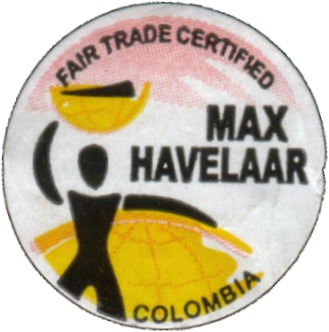 FAIR TRADE CERTIFIED
MAX
HAVELAAR
COLOMBIA